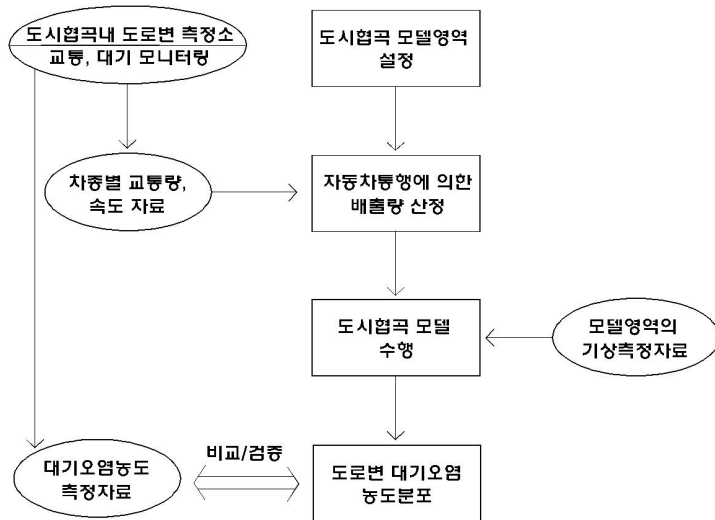 도시협곡내 도로변 측정소
교통, 대기 모니터링
도시협곡 모델영역
설정
차종별 교통량,
속도 자료
자동차통행에 의한
배출량 산정
도시협곡 모델
수행
모델영역의
기상측정자료
대기오염농도
측정자료
비교/검증
도로변 대기오염
농도분포